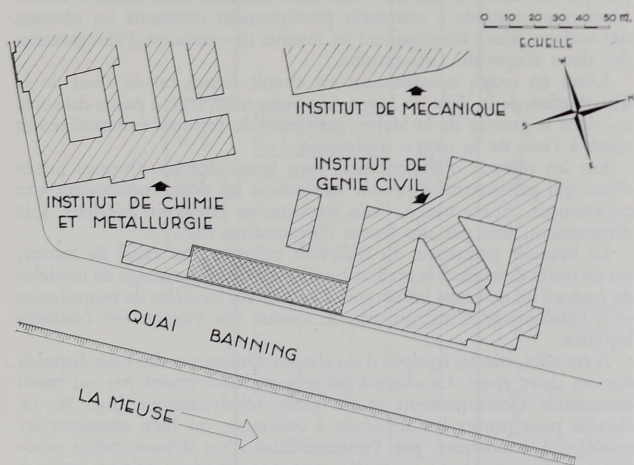 0 10 20 30 40 50 m.
ECHELLE
W
N
S
E
INSTITUT DE MECANIQUE
INSTITUT DE
GENIE CIVIL
INSTITUT DE CHIMIE
ET METALLURGIE
QUAI BANNING
LA MEUSE